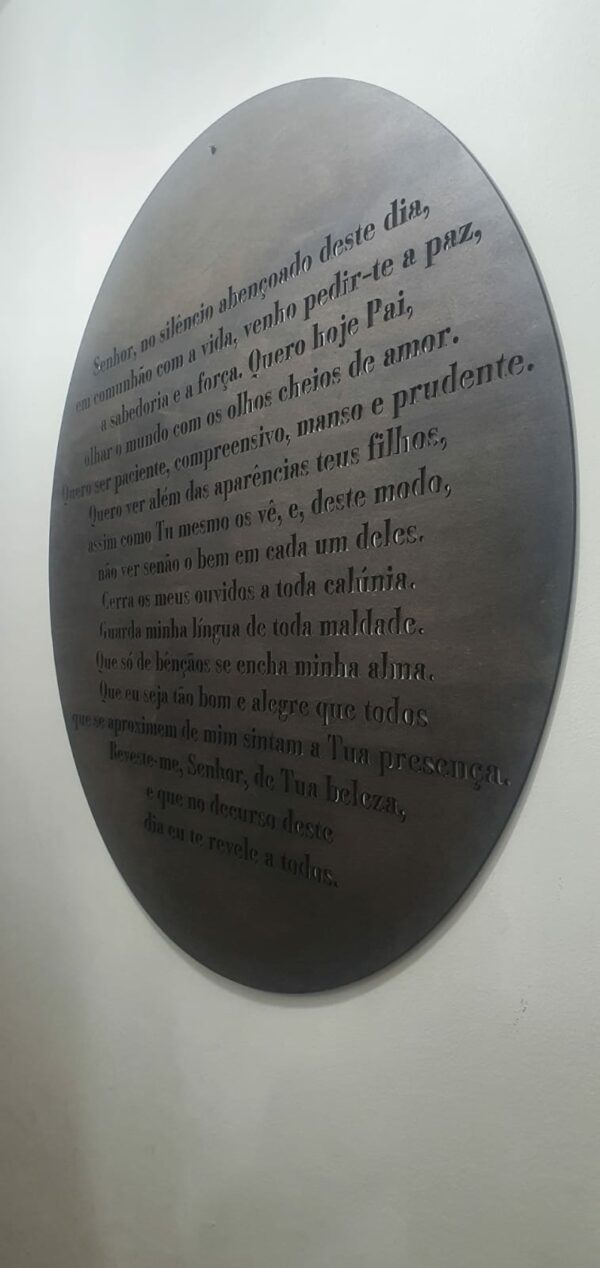 Senhor, no silêncio abençoado deste dia,
em comunhão com a vida, venho pedir-te a paz,
a sabedoria e a força. Quero hoje Pai,
olhar o mundo com os olhos cheios de amor.
Quero ser paciente, compreensivo, manso e prudente.
Quero ver além das aparências teus filhos,
assim como Tu mesmo os vê, e, deste modo,
não ver senão o bem em cada um deles.
Cerra os meus ouvidos a toda calúnia.
Guarda minha língua de toda maldade.
Que só de bênçãos se encha minha alma.
Que eu seja tão bom e alegre que todos
que se aproximem de mim sintam a Tua presença.
Reveste-me, Senhor, de Tua beleza,
e que no decurso deste
dia eu te revele a todos.